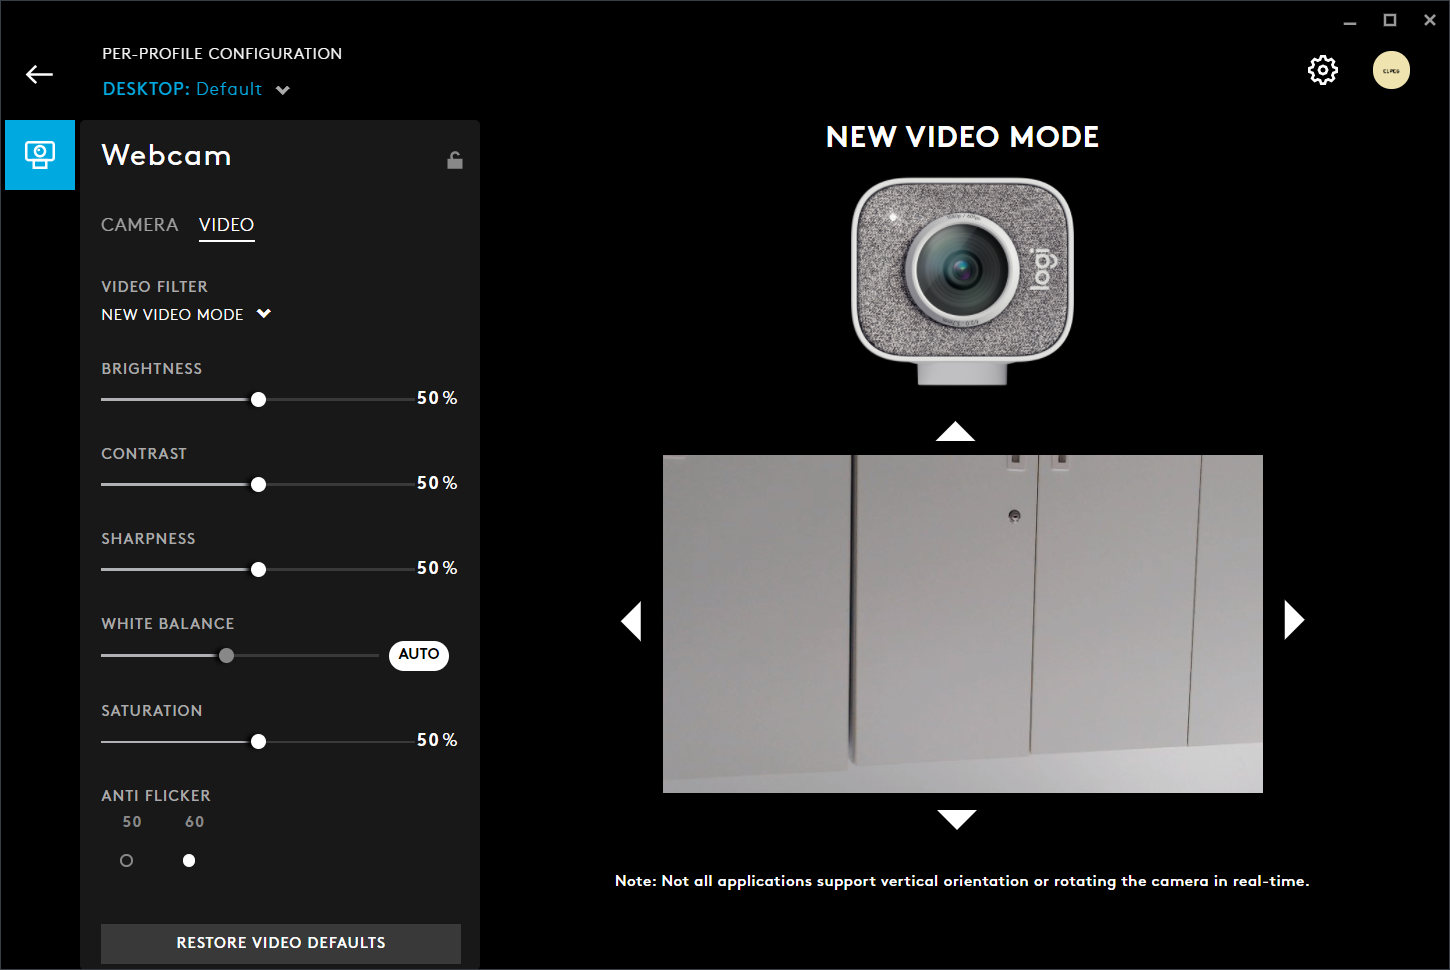 PER-PROFILE CONFIGURATION
DESKTOP: Default
Webcam
CAMERA VIDEO
VIDEO FILTER
NEW VIDEO MODE
BRIGHTNESS
50%
CONTRAST
50%
SHARPNESS
50%
WHITE BALANCE
AUTO
SATURATION
50%
ANTI FLICKER
50 60
RESTORE VIDEO DEFAULTS
NEW VIDEO MODE
logi
Note: Not all applications support vertical orientation or rotating the camera in real-time.